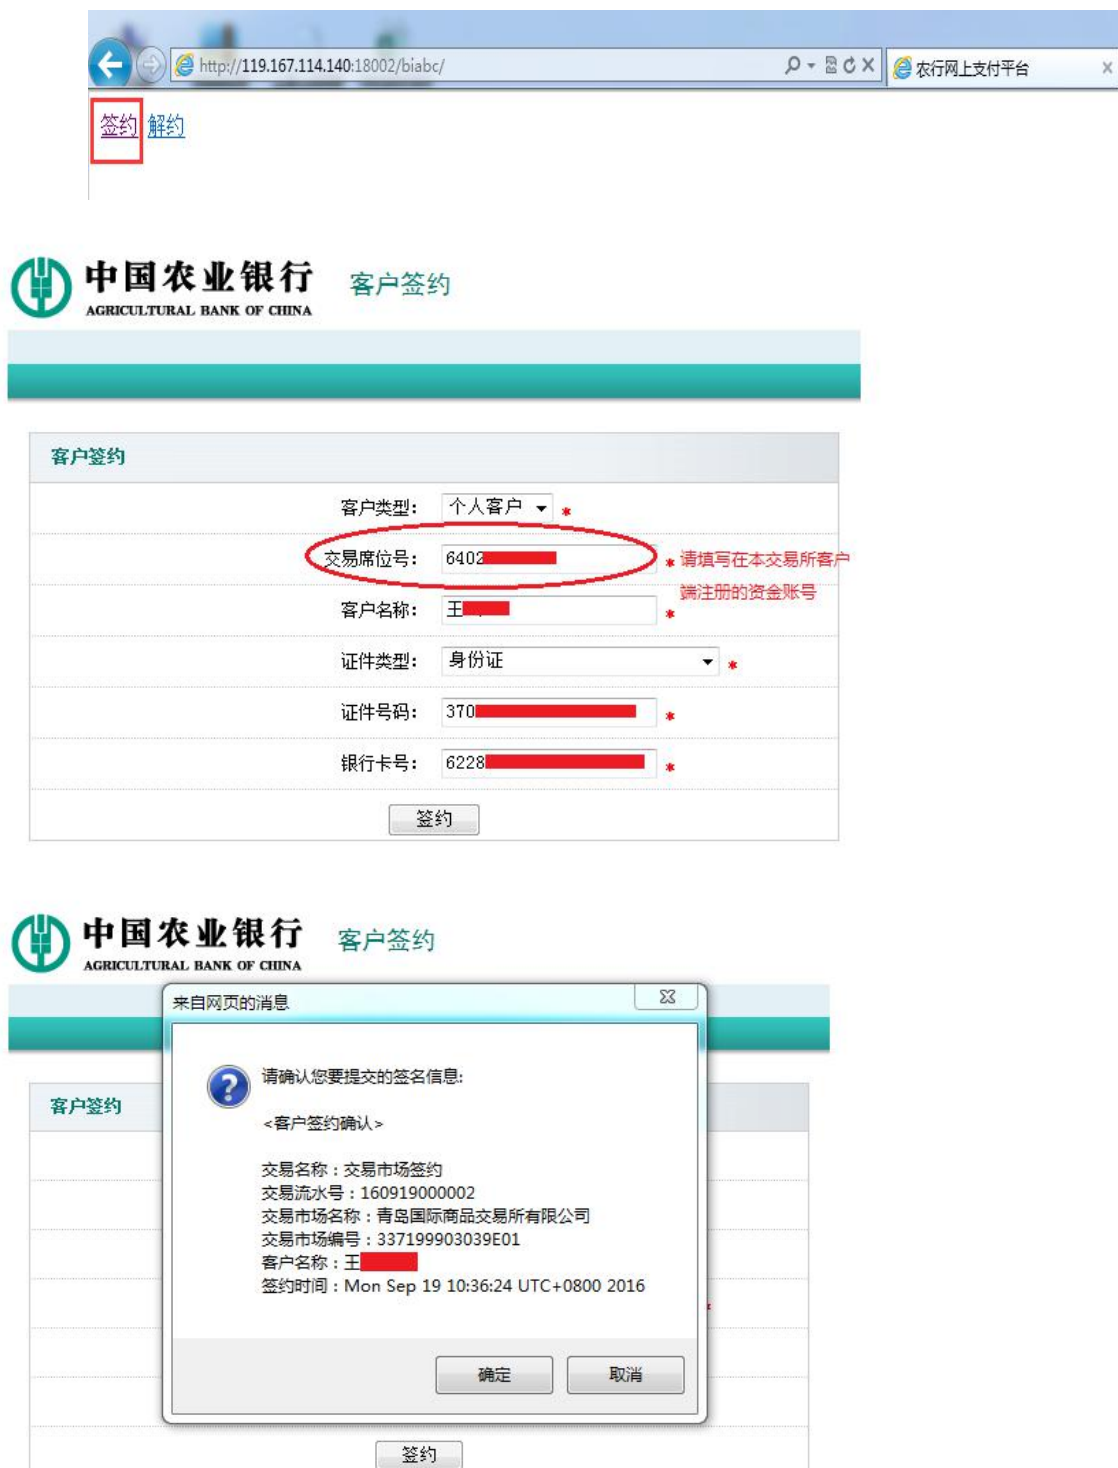 http://119.167.114.140:18002/biabc/
农行网上支付平台
签约 解约
中国农业银行
AGRICULTURAL BANK OF CHINA
客户签约
客户签约
客户类型： 个人客户 *
交易席位号： 6402 * 请填写在本交易所客户
端注册的资金账号
客户名称： 王 *
证件类型： 身份证 *
证件号码： 370 *
银行卡号： 6228 *
签约
中国农业银行
AGRICULTURAL BANK OF CHINA
客户签约
来自网页的消息
客户签约
请确认您要提交的签名信息:
<客户签约确认>
交易名称：交易市场签约
交易流水号：160919000002
交易市场名称：青岛国际商品交易所有限公司
交易市场编号：337199903039E01
客户名称：王
签约时间：Mon Sep 19 10:36:24 UTC+0800 2016
确定 取消
签约